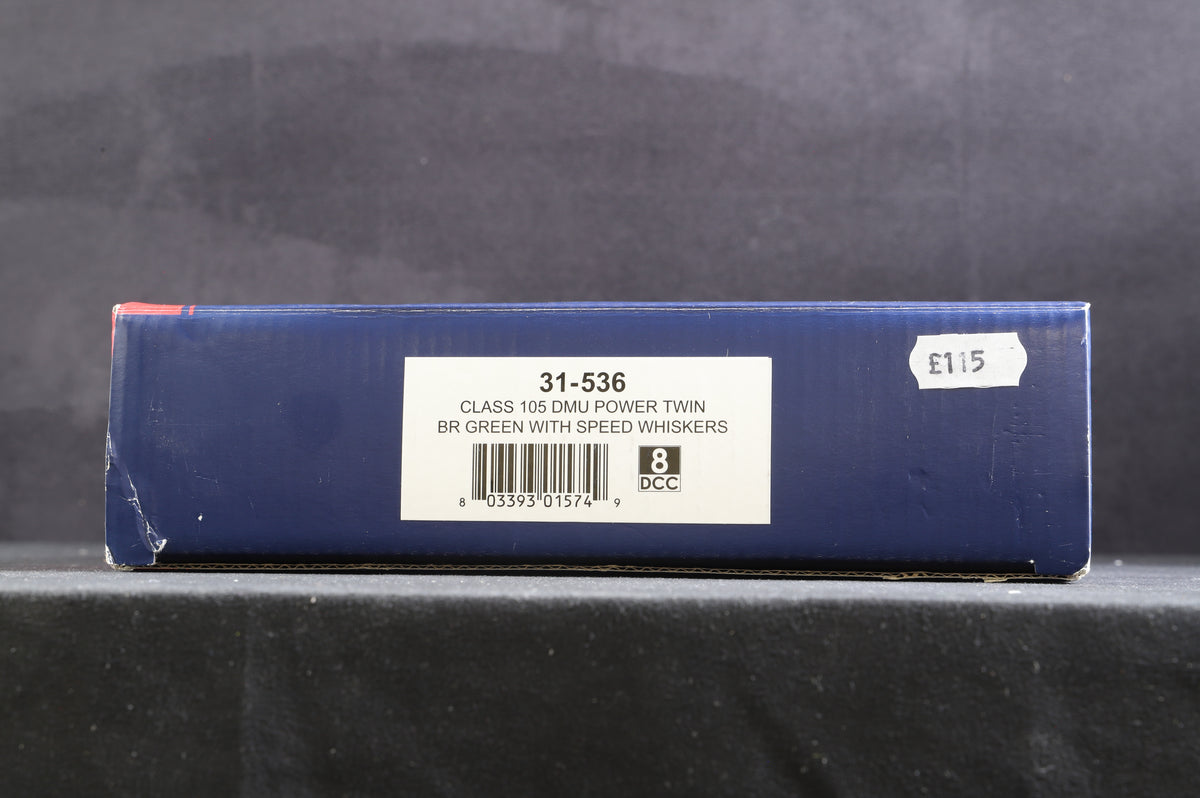 31-536
CLASS 105 DMU POWER TWIN
BR GREEN WITH SPEED WHISKERS
8 03393 01574 9
8
DCC
£115